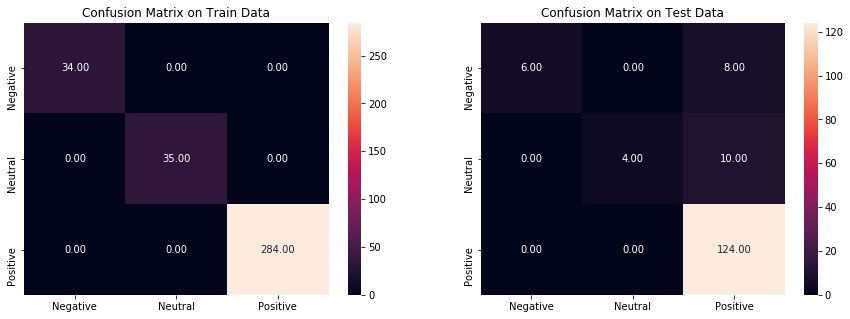 Confusion Matrix on Train Data
Negative
Neutral
Positive
34.00 0.00 0.00
0.00 35.00 0.00
0.00 0.00 284.00
Negative Neutral Positive
250
200
150
100
50
0
Confusion Matrix on Test Data
Negative
Neutral
Positive
6.00 0.00 8.00
0.00 4.00 10.00
0.00 0.00 124.00
Negative Neutral Positive
120
100
80
60
40
20
0